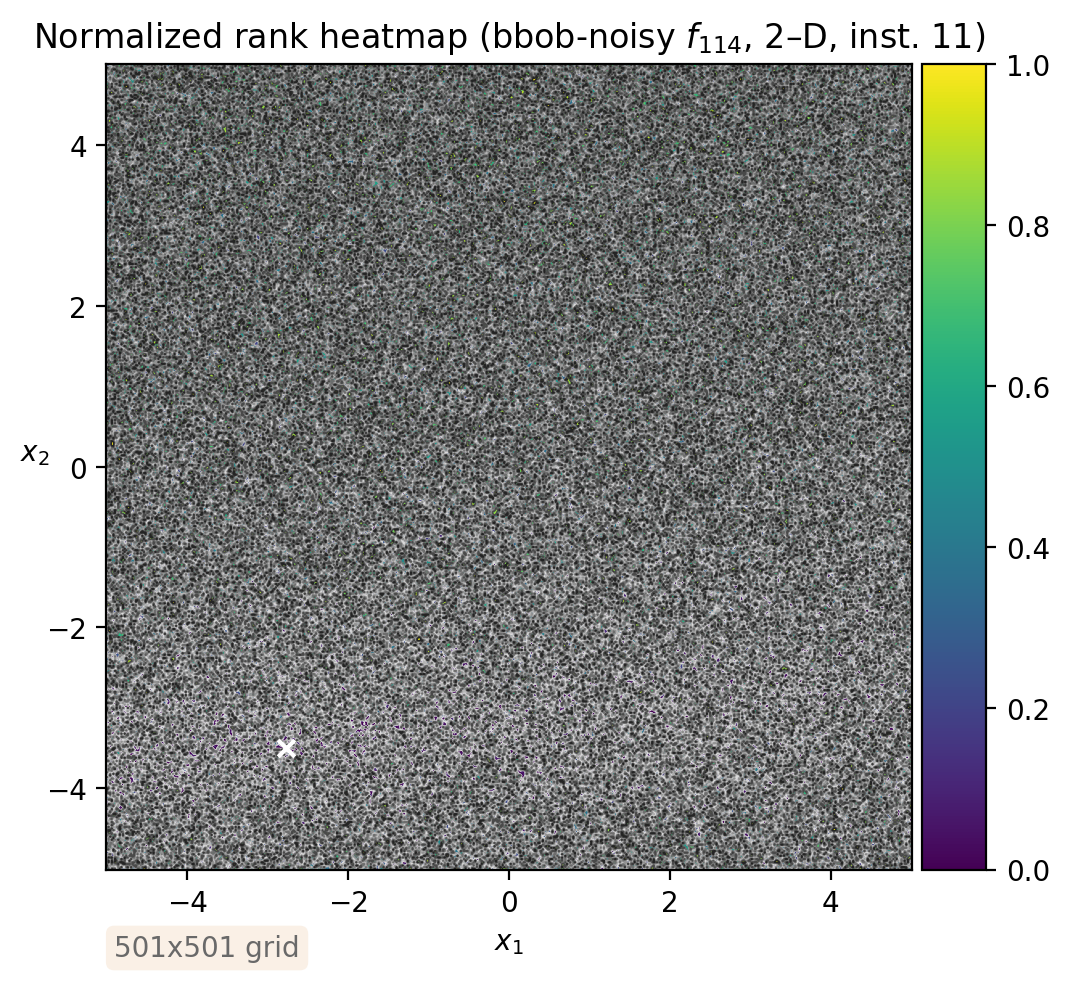 Normalized rank heatmap (bbob-noisy f₁₁₄, 2–D, inst. 11)
1.0
0.8
0.6
0.4
0.2
0.0
4
2
0
−2
−4
x₂
−4 −2 0 2 4
x₁
501x501 grid